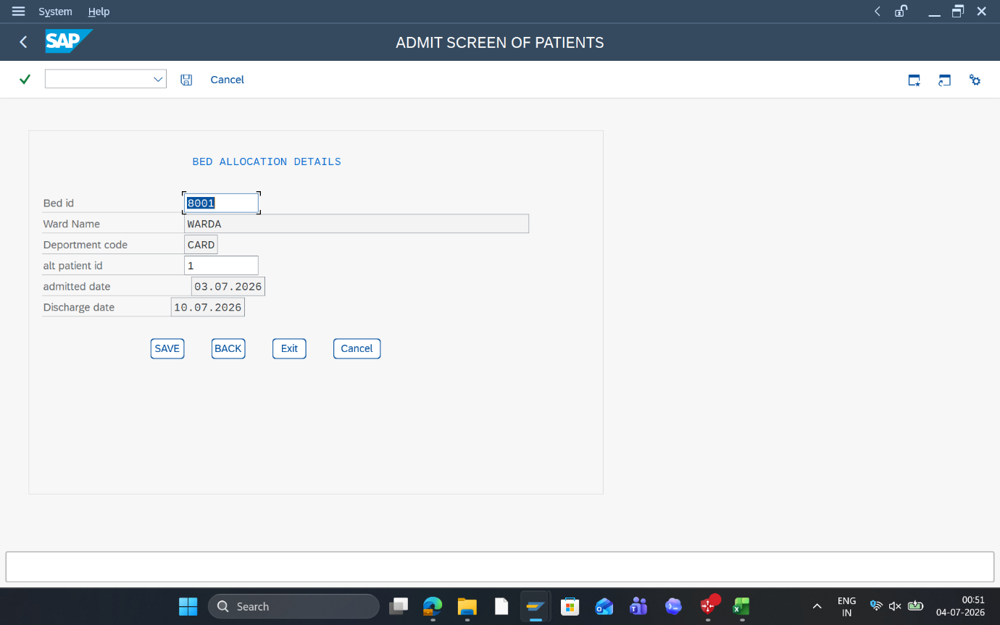 System Help
SAP ADMIT SCREEN OF PATIENTS
Cancel
BED ALLOCATION DETAILS
Bed id 8001
Ward Name WARDA
Deportment code CARD
alt patient id 1
admitted date 03.07.2026
Discharge date 10.07.2026
SAVE BACK Exit Cancel
Search
ENG
IN
00:51
04-07-2026